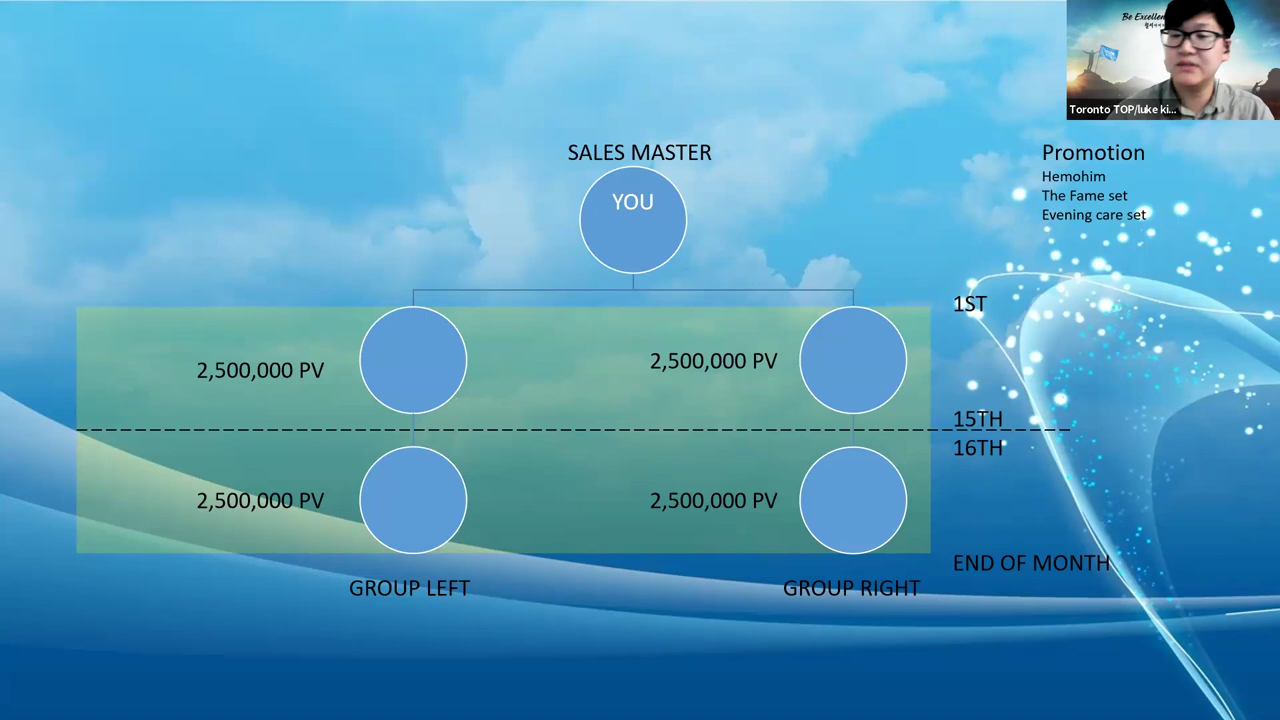 Be Excellen
Toronto TOP/luke ki...
SALES MASTER
YOU
Promotion
Hemohim
The Fame set
Evening care set
1ST
2,500,000 PV
2,500,000 PV
15TH
16TH
2,500,000 PV
2,500,000 PV
END OF MONTH
GROUP LEFT
GROUP RIGHT